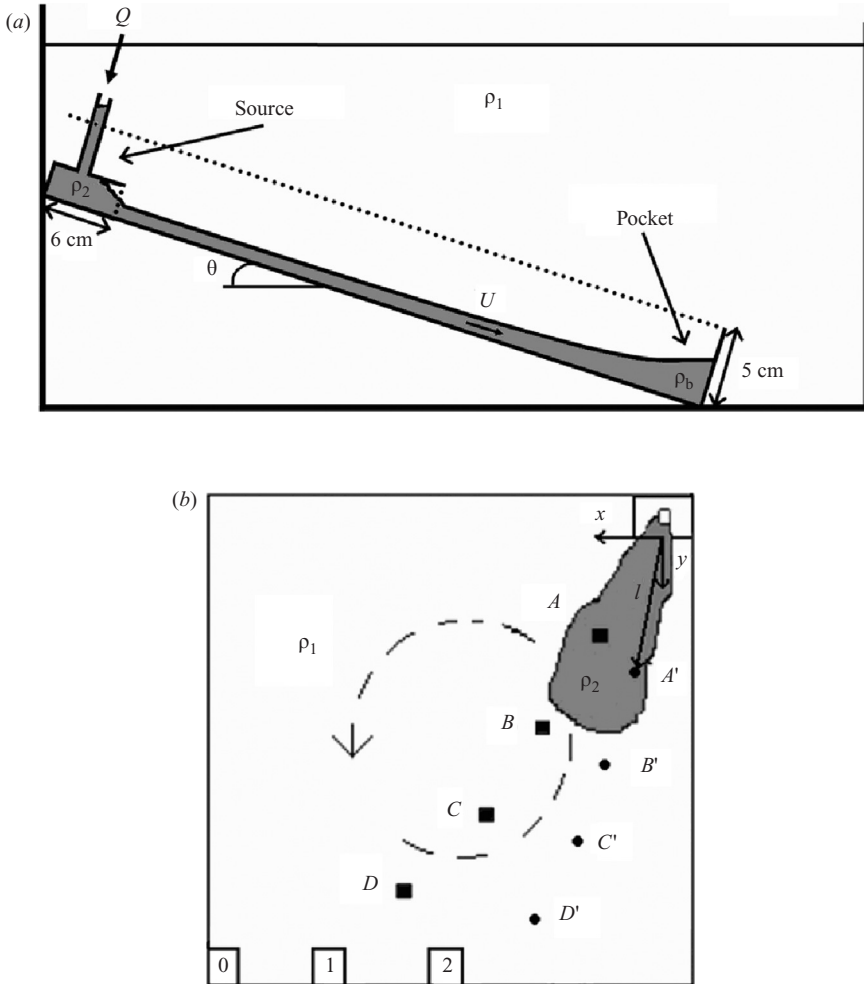 (a)
Q
ρ1
Source
ρ2
Pocket
6 cm
θ
U
ρb
5 cm
(b)
x
y
A
l
ρ1
ρ2
A'
B
B'
C
C'
D
D'
0 1 2